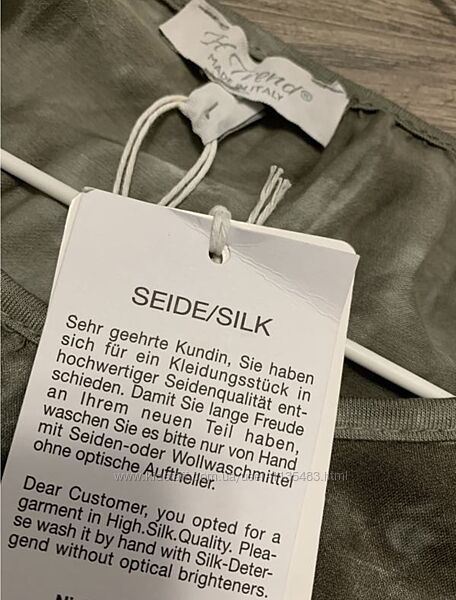 H Trend®
MADE IN ITALY
L
SEIDE/SILK
Sehr geehrte Kundin, Sie haben
sich für ein Kleidungsstück in
hochwertiger Seidenqualität ent-
schieden. Damit Sie lange Freude
an Ihrem neuen Teil haben,
waschen Sie es bitte nur von Hand
mit Seiden-oder Wollwaschmittel
ohne optische Aufheller.
Dear Customer, you opted for a
garment in High.Silk.Quality. Plea-
se wash it by hand with Silk-Deter-
gend without optical brighteners.